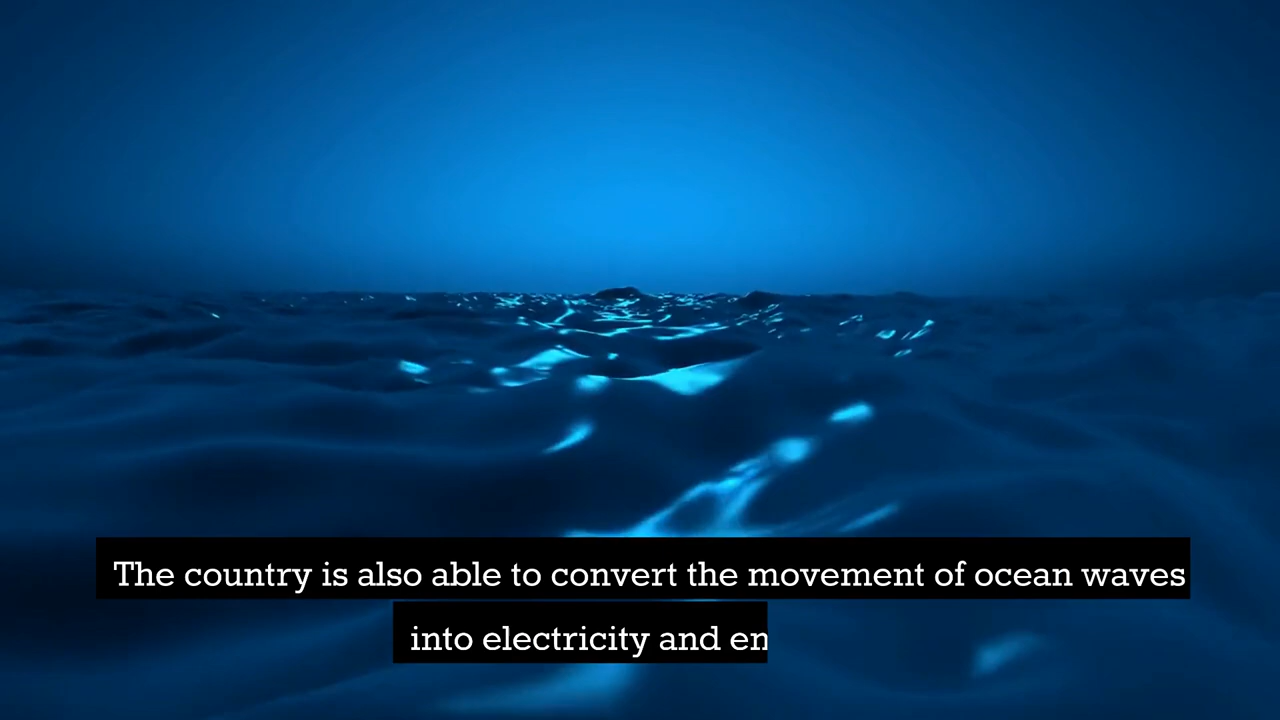 The country is also able to convert the movement of ocean waves
into electricity and en